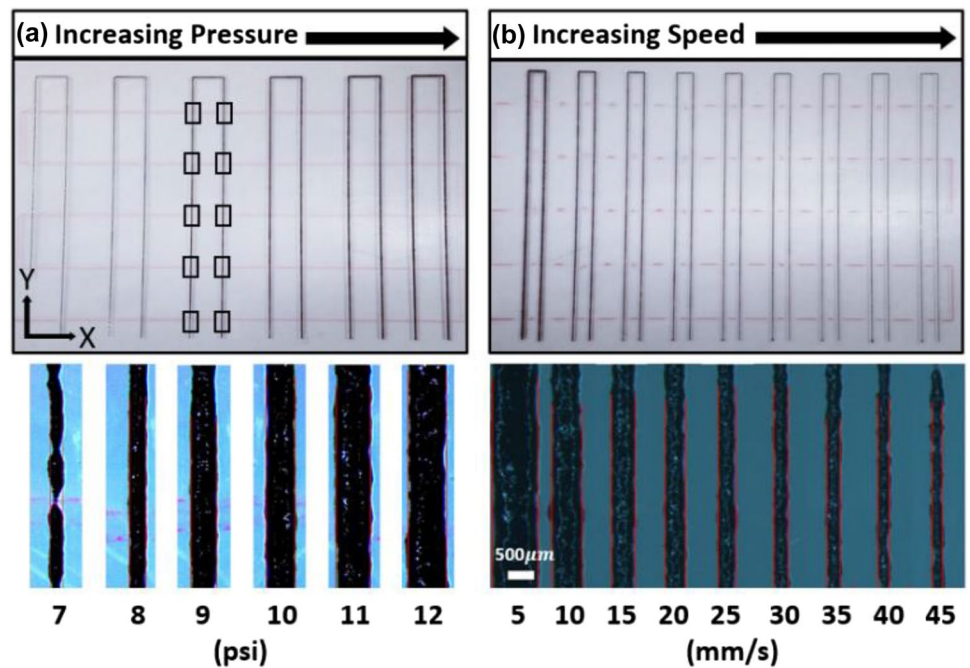 (a) Increasing Pressure
(b) Increasing Speed
Y
X
500μm
7 8 9 10 11 12
(psi)
5 10 15 20 25 30 35 40 45
(mm/s)